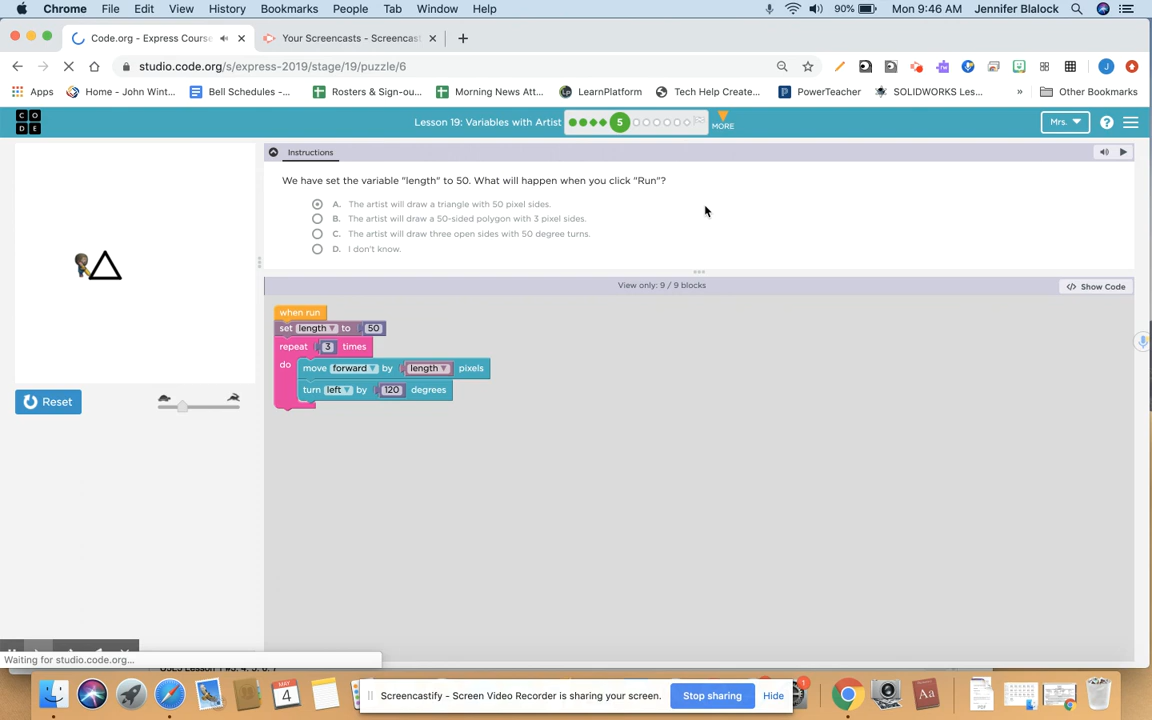 Chrome File Edit View History Bookmarks People Tab Window Help 90% Mon 9:46 AM Jennifer Blalock
Code.org - Express Course Your Screencasts - Screencast
studio.code.org/s/express-2019/stage/19/puzzle/6
Apps Home - John Wint... Bell Schedules -... Rosters & Sign-ou... Morning News Att... LearnPlatform Tech Help Create... PowerTeacher SOLIDWORKS Les... » Other Bookmarks
C O D E Lesson 19: Variables with Artist 5 MORE Mrs.
Instructions
We have set the variable "length" to 50. What will happen when you click "Run"?
A. The artist will draw a triangle with 50 pixel sides.
B. The artist will draw a 50-sided polygon with 3 pixel sides.
C. The artist will draw three open sides with 50 degree turns.
D. I don't know.
View only: 9 / 9 blocks
</> Show Code
when run
set length to 50
repeat 3 times
do move forward by length pixels
turn left by 120 degrees
Reset
Waiting for studio.code.org...
Screencastify - Screen Video Recorder is sharing your screen. Stop sharing Hide
MAY 4